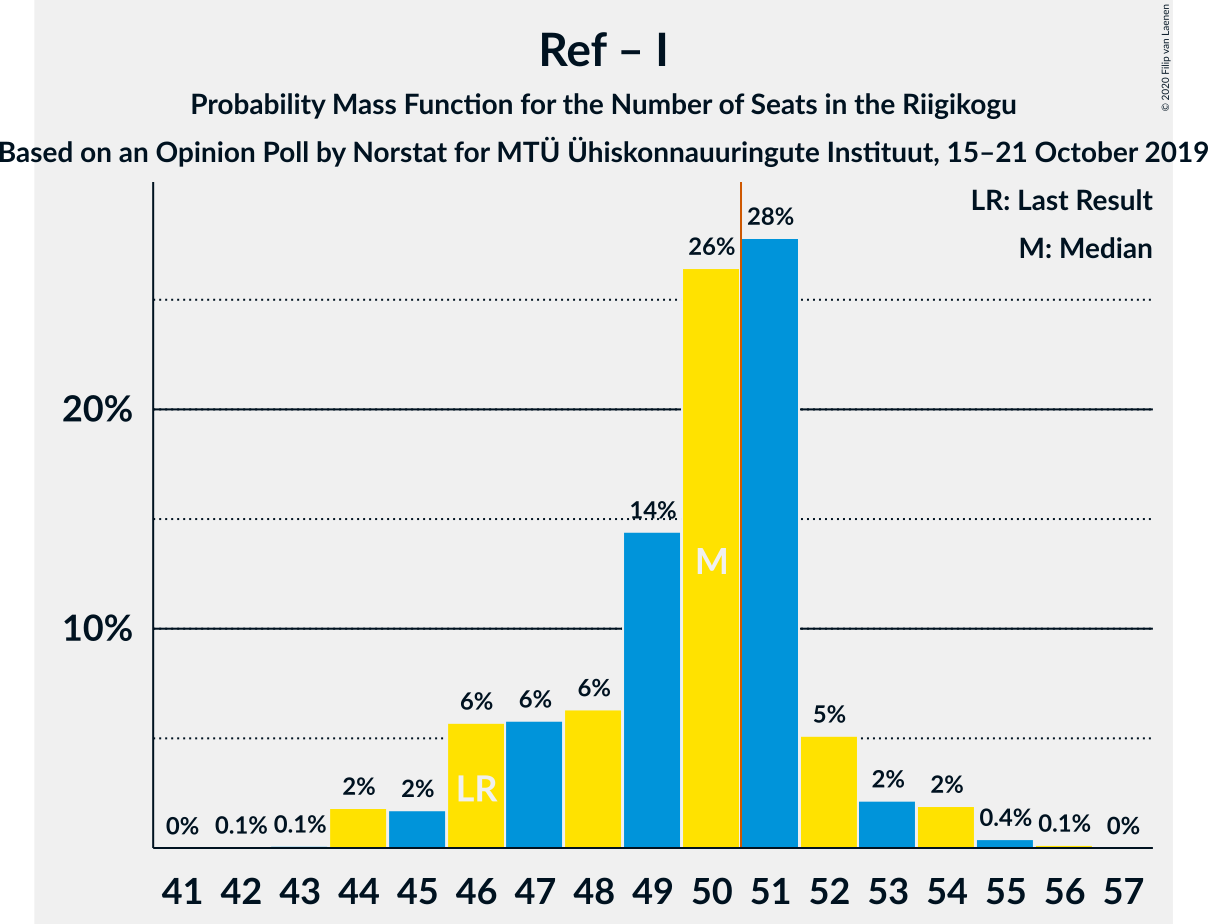 © 2020 Filip van Laenen
Ref – I
Probability Mass Function for the Number of Seats in the Riigikogu
Based on an Opinion Poll by Norstat for MTÜ Ühiskonnauuringute Instituut, 15–21 October 2019
LR: Last Result
M: Median
20%
10%
0% 0.1% 0.1% 2% 2% 6% 6% 6% 14% 26% 28% 5% 2% 2% 0.4% 0.1% 0%
LR M
41 42 43 44 45 46 47 48 49 50 51 52 53 54 55 56 57